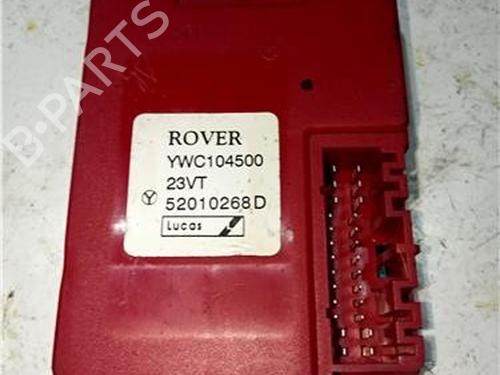 B-PARTS
ROVER
YWC104500
23VT
Y 52010268D
Lucas